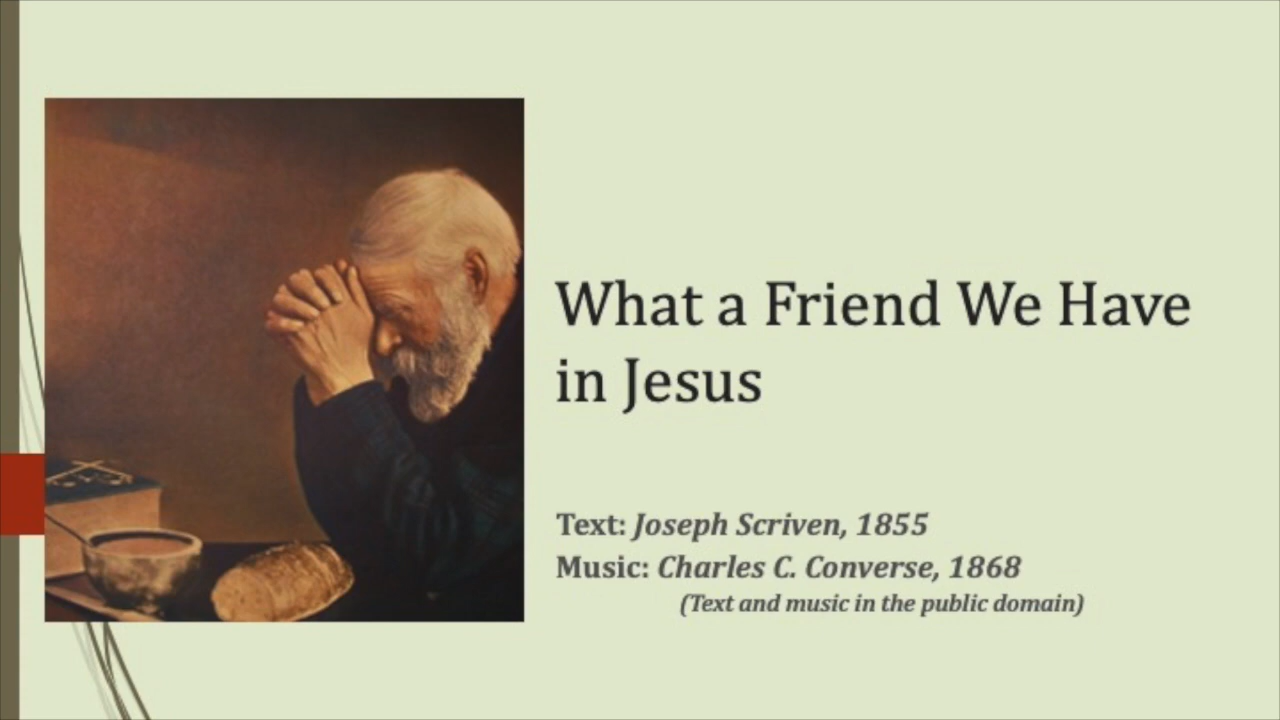 What a Friend We Have
in Jesus
Text: Joseph Scriven, 1855
Music: Charles C. Converse, 1868
(Text and music in the public domain)